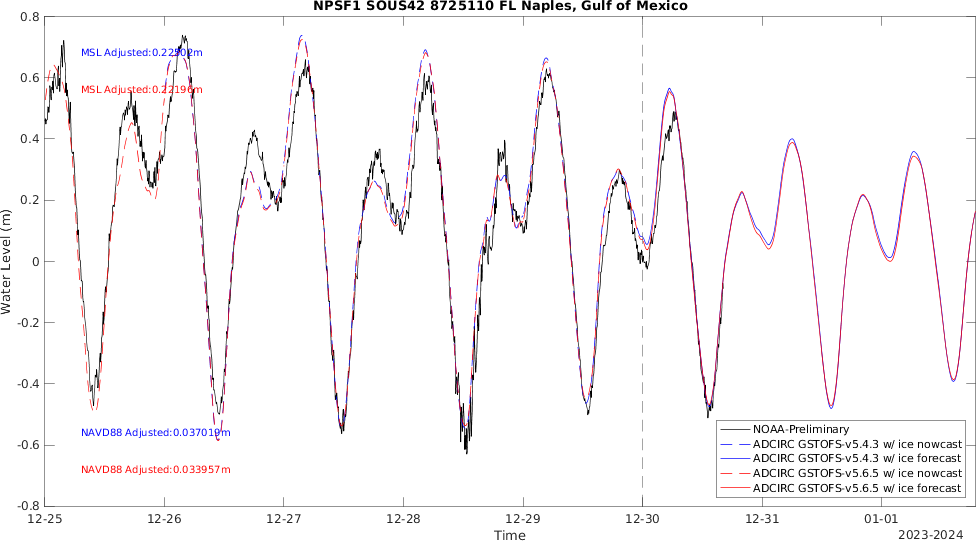 NPSF1 SOUS42 8725110 FL Naples, Gulf of Mexico
Water Level (m)
0.8
0.6
0.4
0.2
0
-0.2
-0.4
-0.6
-0.8
MSL Adjusted:0.22502m
MSL Adjusted:0.22196m
NAVD88 Adjusted:0.037019m
NAVD88 Adjusted:0.033957m
NOAA-Preliminary
ADCIRC GSTOFS-v5.4.3 w/ ice nowcast
ADCIRC GSTOFS-v5.4.3 w/ ice forecast
ADCIRC GSTOFS-v5.6.5 w/ ice nowcast
ADCIRC GSTOFS-v5.6.5 w/ ice forecast
12-25 12-26 12-27 12-28 12-29 12-30 12-31 01-01
Time
2023-2024